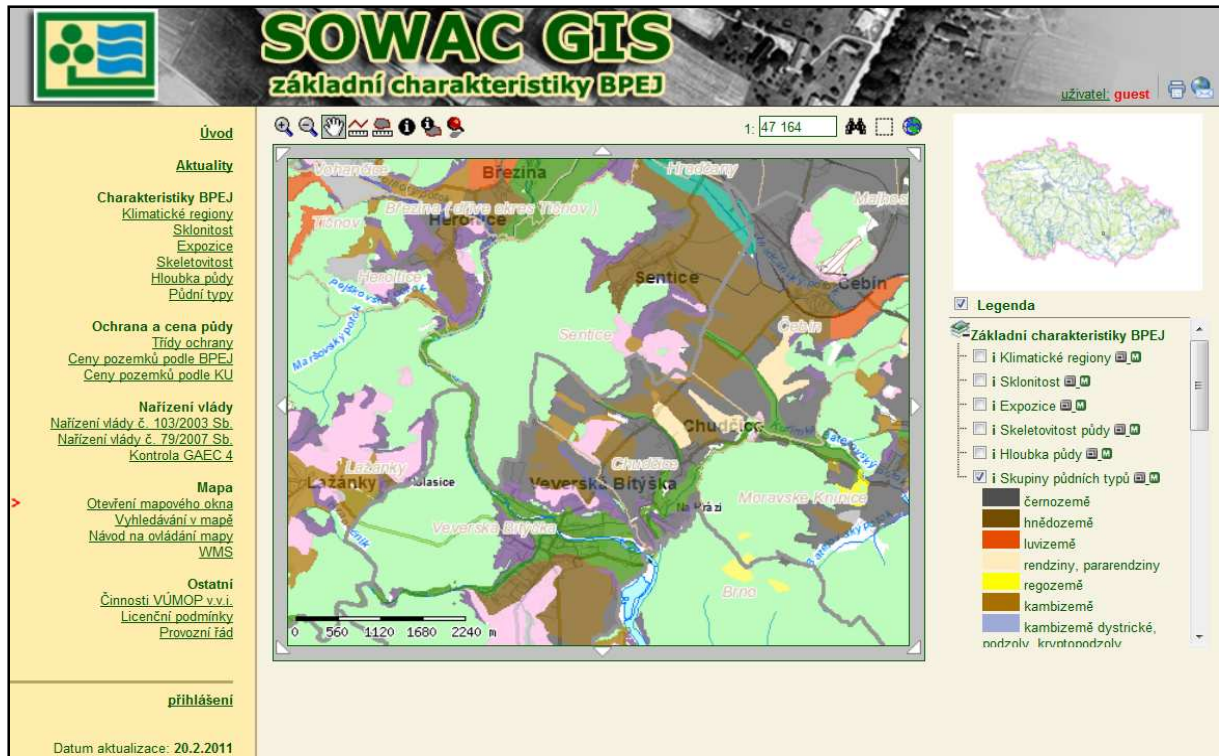 SOWAC GIS
základní charakteristiky BPEJ
uživatel: guest
Úvod
Aktuality
Charakteristiky BPEJ
Klimatické regiony
Sklonitost
Expozice
Skeletovitost
Hloubka půdy
Půdní typy
Ochrana a cena půdy
Třídy ochrany
Ceny pozemků podle BPEJ
Ceny pozemků podle KU
Nařízení vlády
Nařízení vlády č. 103/2003 Sb.
Nařízení vlády č. 79/2007 Sb.
Kontrola GAEC 4
Mapa
> Otevření mapového okna
Vyhledávání v mapě
Návod na ovládání mapy
WMS
Ostatní
Činnosti VÚMOP v.v.i.
Licenční podmínky
Provozní řád
přihlášení
Datum aktualizace: 20.2.2011
1: 47 164
Vohančice
Březina
Hradčany
Tišnov
Březina ( dříve okres Tišnov )
Heroltice
Sentice
Čebín
Maršovský potok
Sentice
Čebín
Chudčice
Lažánky
Lažánky
Chudčice
Veverská Bítýška
Moravské Knínice
Veverská Bítýška
Brno
0 560 1120 1680 2240 m
Legenda
Základní charakteristiky BPEJ
i Klimatické regiony M
i Sklonitost M
i Expozice M
i Skeletovitost půdy M
i Hloubka půdy M
i Skupiny půdních typů M
černozemě
hnědozemě
luvizemě
rendziny, pararendziny
regozemě
kambizemě
kambizemě dystrické,
podzoly, kryptopodzoly